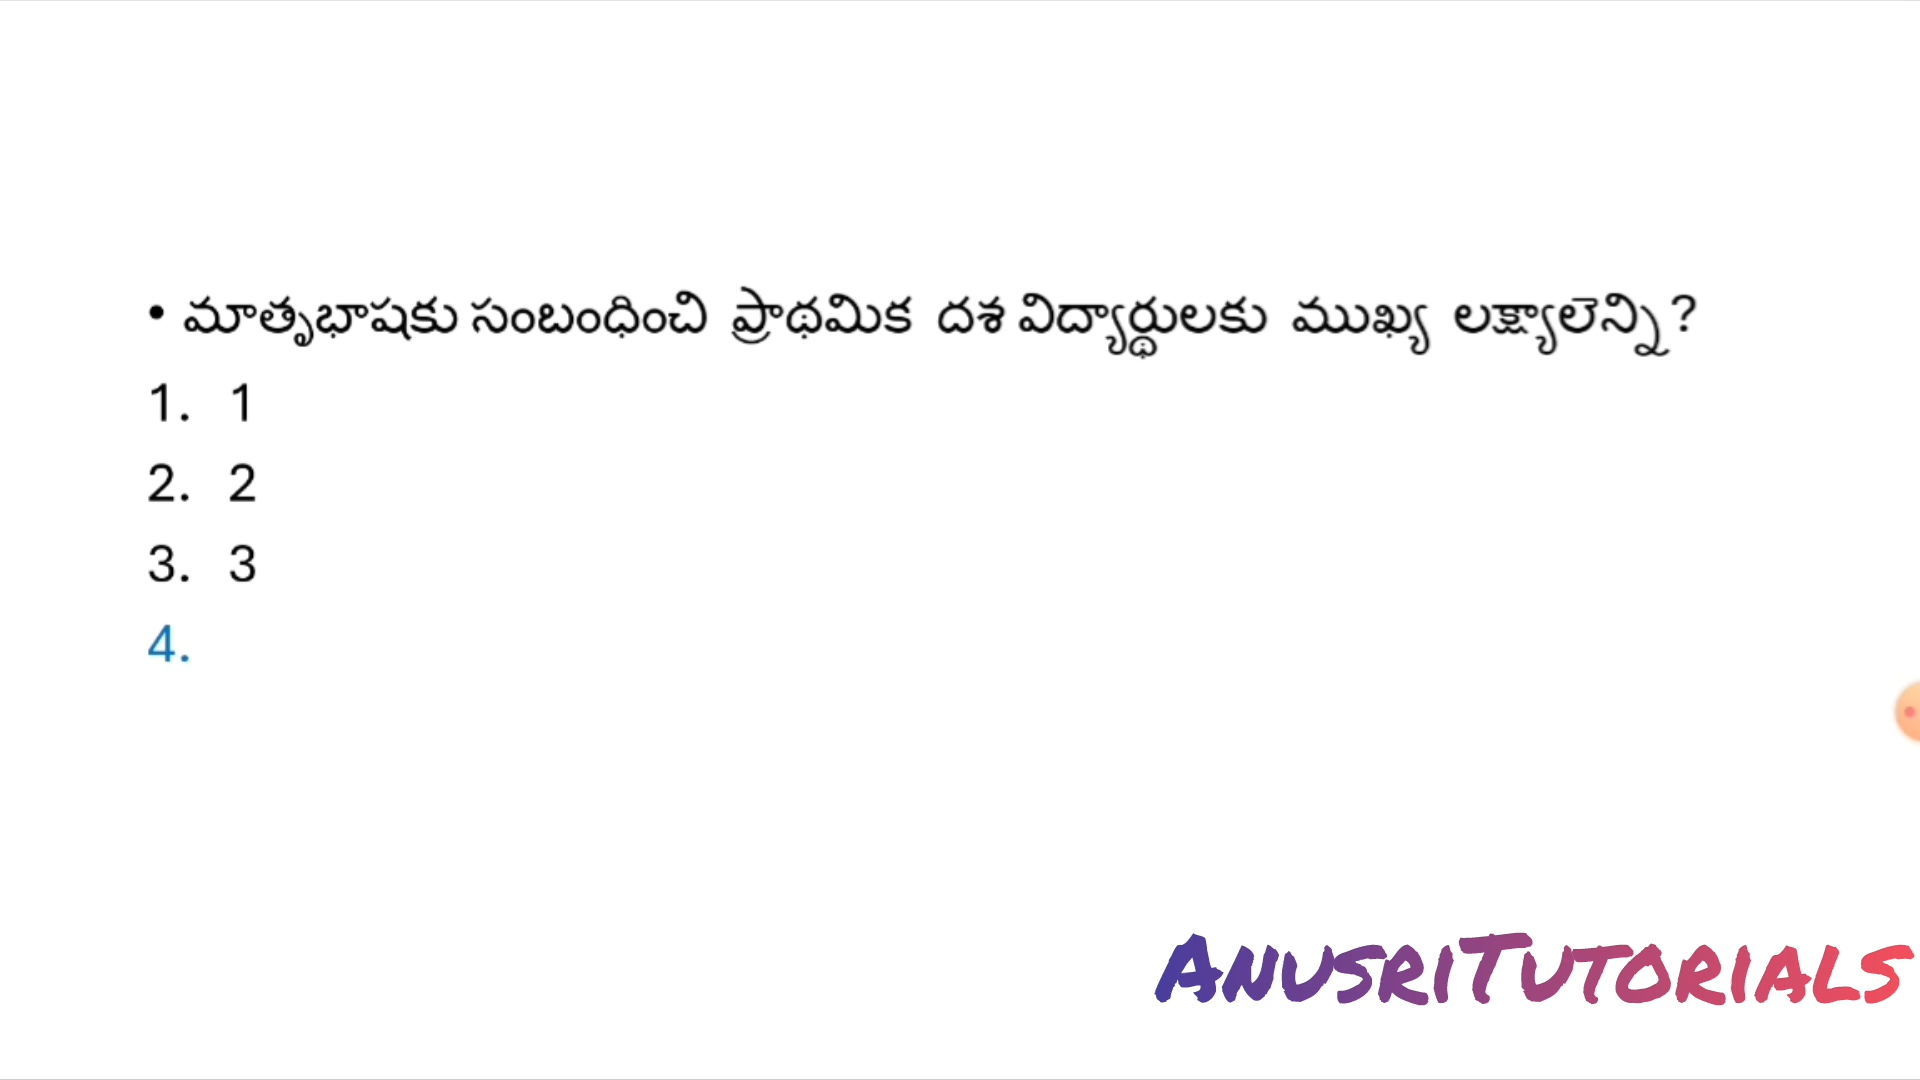 • మాతృభాషకు సంబంధించి ప్రాథమిక దశ విద్యార్థులకు ముఖ్య లక్ష్యాలెన్ని?
1. 1
2. 2
3. 3
4.
AnusriTutorials